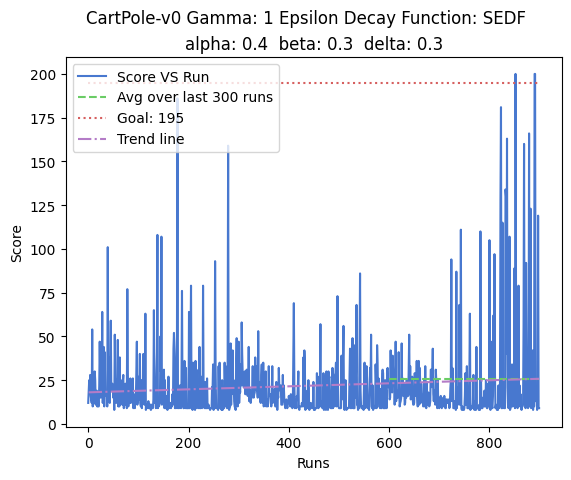 CartPole-v0 Gamma: 1 Epsilon Decay Function: SEDF
alpha: 0.4 beta: 0.3 delta: 0.3
Score VS Run
Avg over last 300 runs
Goal: 195
Trend line
200
175
150
125
100
75
50
25
0
Score
0 200 400 600 800
Runs